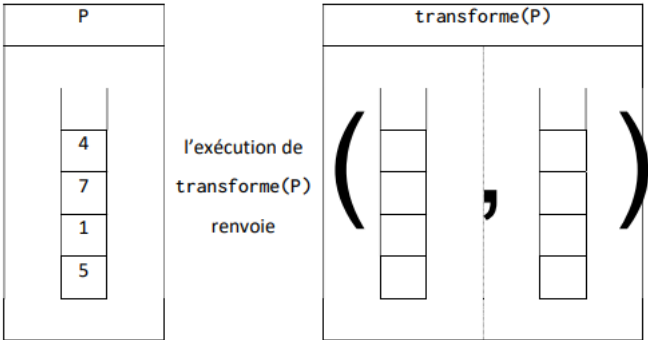 P
transforme(P)
4
7
1
5
l'exécution de
transforme(P)
renvoie
(
,
)